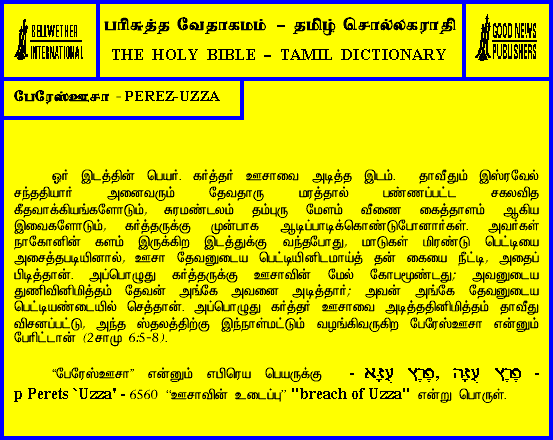 BELLWETHER
INTERNATIONAL
பரிசுத்த வேதாகமம் – தமிழ் சொல்லகராதி
THE HOLY BIBLE – TAMIL DICTIONARY
GOOD NEWS
PUBLISHERS
பேரேஸ்ஊசா - PEREZ-UZZA
ஓர் இடத்தின் பெயர். கர்த்தர் ஊசாவை அடித்த இடம். தாவீதும் இஸ்ரவேல்
சந்ததியார் அனைவரும் தேவதாரு மரத்தால் பண்ணப்பட்ட சகலவித
கீதவாக்கியங்களோடும், சுரமண்டலம் தம்புரு மேளம் வீணை கைத்தாளம் ஆகிய
இவைகளோடும், கர்த்தருக்கு முன்பாக ஆடிப்பாடிக்கொண்டுபோனார்கள். அவர்கள்
நாகோனின் களம் இருக்கிற இடத்துக்கு வந்தபோது, மாடுகள் மிரண்டு பெட்டியை
அசைத்தபடியினால், ஊசா தேவனுடைய பெட்டியினிடமாய்த் தன் கையை நீட்டி, அதைப்
பிடித்தான். அப்பொழுது கர்த்தருக்கு ஊசாவின் மேல் கோபமூண்டது; அவனுடைய
துணிவினிமித்தம் தேவன் அங்கே அவனை அடித்தார்; அவன் அங்கே தேவனுடைய
பெட்டியண்டையில் செத்தான். அப்பொழுது கர்த்தர் ஊசாவை அடித்ததினிமித்தம் தாவீது
விசனப்பட்டு, அந்த ஸ்தலத்திற்கு இந்நாள்மட்டும் வழங்கிவருகிற பேரேஸ்ஊசா என்னும்
பேரிட்டான் (2சாமு 6:5-8).
“பேரேஸ்ஊசா” என்னும் எபிரெய பெயருக்கு - פֶּרֶץ עֻזָּה, פֶּרֶץ עֻזָּא -
p Perets `Uzza' - 6560 “ஊசாவின் உடைப்பு” "breach of Uzza" என்று பொருள்.